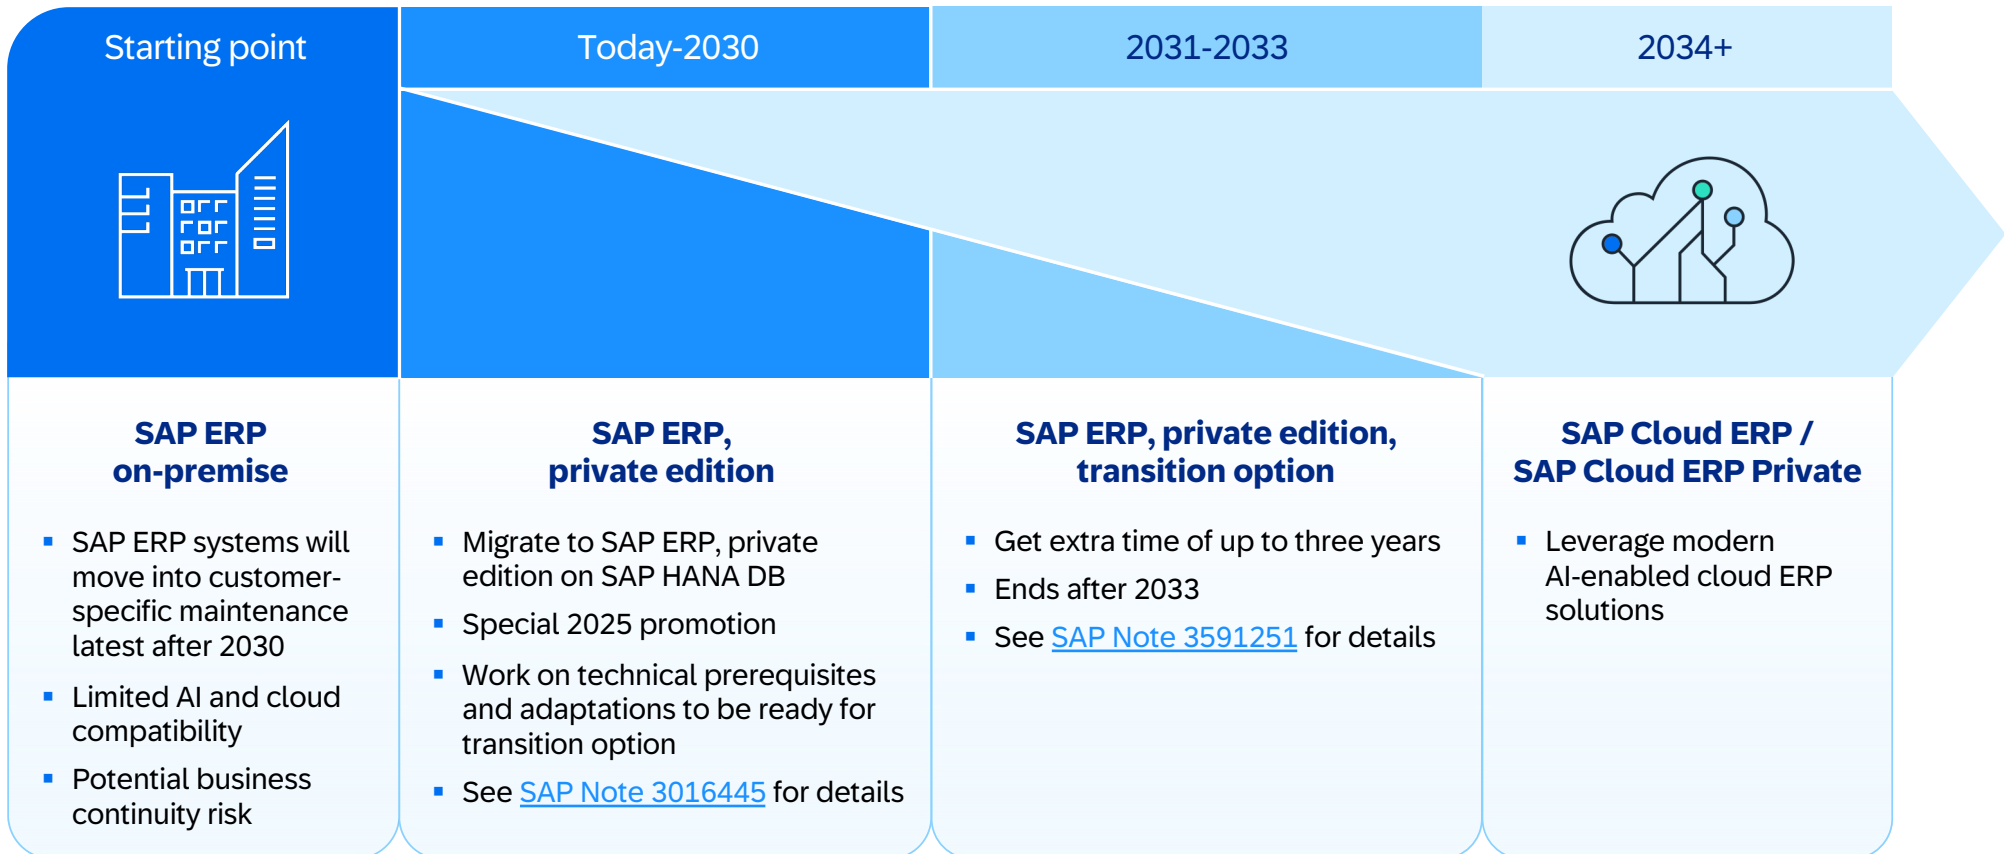 Starting point
Today-2030
2031-2033
2034+
SAP ERP
on-premise
▪ SAP ERP systems will
move into customer-
specific maintenance
latest after 2030
▪ Limited AI and cloud
compatibility
▪ Potential business
continuity risk
SAP ERP,
private edition
▪ Migrate to SAP ERP, private
edition on SAP HANA DB
▪ Special 2025 promotion
▪ Work on technical prerequisites
and adaptations to be ready for
transition option
▪ See SAP Note 3016445 for details
SAP ERP, private edition,
transition option
▪ Get extra time of up to three years
▪ Ends after 2033
▪ See SAP Note 3591251 for details
SAP Cloud ERP /
SAP Cloud ERP Private
▪ Leverage modern
AI-enabled cloud ERP
solutions